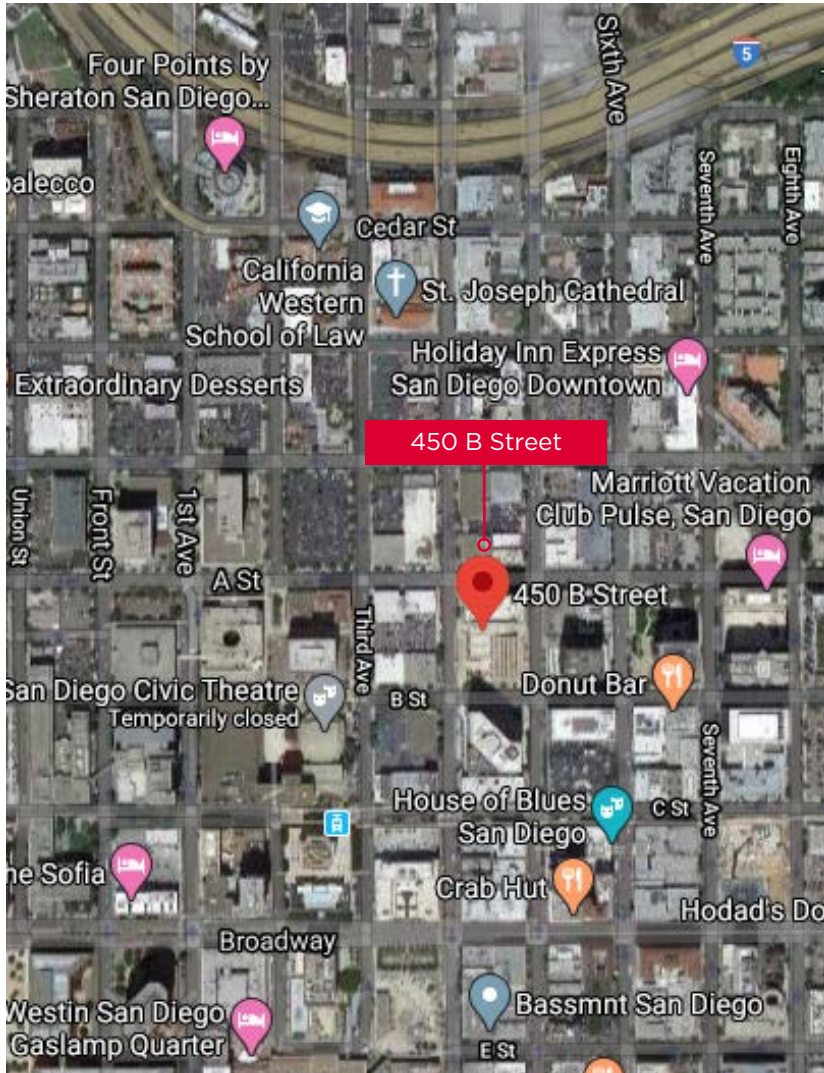 Sixth Ave
5
Four Points by
Sheraton San Diego...
Seventh Ave
Eighth Ave
palecco
Cedar St
California
Western
School of Law
St. Joseph Cathedral
Holiday Inn Express
San Diego Downtown
Extraordinary Desserts
450 B Street
Marriott Vacation
Club Pulse, San Diego
Union St
Front St
1st Ave
A St
450 B Street
Third Ave
San Diego Civic Theatre
Temporarily closed
B St
Donut Bar
Seventh Ave
House of Blues
San Diego
C St
he Sofia
Crab Hut
Hodad's Do
Broadway
Westin San Diego
Gaslamp Quarter
Bassmnt San Diego
E St